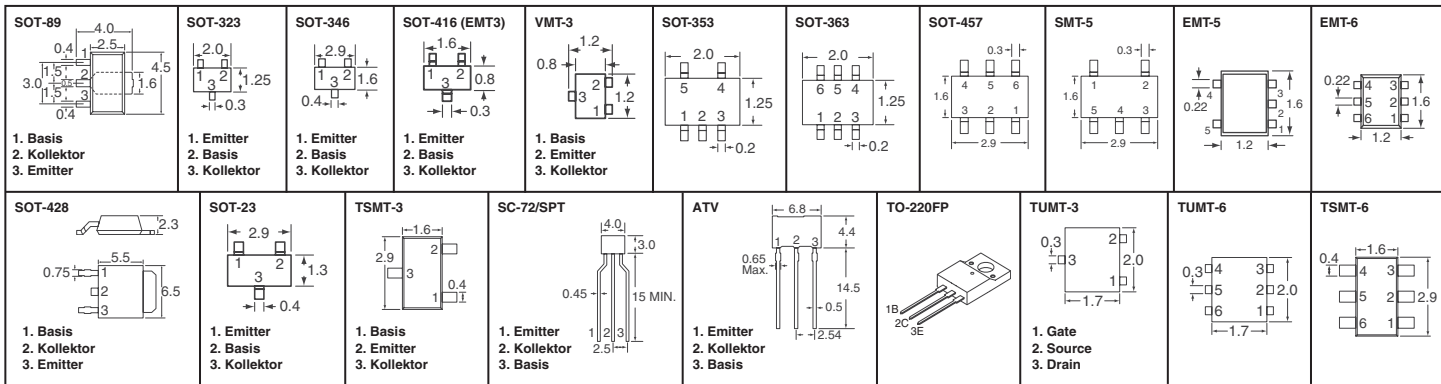 SOT-89
4.0
2.5
0.4
1
1.5
2
3.0
0.5
1.5
3
0.4
4.5
1.6
1. Basis
2. Kollektor
3. Emitter
SOT-323
2.0
1 2
3
1.25
0.3
1. Emitter
2. Basis
3. Kollektor
SOT-346
2.9
1 2
3
1.6
0.4
1. Emitter
2. Basis
3. Kollektor
SOT-416 (EMT3)
1.6
1 2
3
0.8
0.3
1. Emitter
2. Basis
3. Kollektor
VMT-3
1.2
0.8
2
3
1
1.2
1. Basis
2. Emitter
3. Kollektor
SOT-353
2.0
5 4
1 2 3
1.25
0.2
SOT-363
2.0
6 5 4
1 2 3
1.25
0.2
SOT-457
0.3
4 5 6
1.6
3 2 1
2.9
SMT-5
0.3
1 2
1.6
5 4 3
2.9
EMT-5
4
0.22
3
2
5 1
1.6
1.2
EMT-6
0.22
4 3
5 2
6 1
1.6
1.2
SOT-428
2.3
5.5
0.75
1
2
3
6.5
1. Basis
2. Kollektor
3. Emitter
SOT-23
2.9
1 2
3
1.3
0.4
1. Emitter
2. Basis
3. Kollektor
TSMT-3
1.6
2
2.9
3
0.4
1
1. Basis
2. Emitter
3. Kollektor
SC-72/SPT
4.0
3.0
0.45
15 MIN.
1 2 3
2.5
1. Emitter
2. Kollektor
3. Basis
ATV
6.8
4.4
1 2 3
0.65
Max.
14.5
0.5
2.54
1. Emitter
2. Kollektor
3. Basis
TO-220FP
1B
2C
3E
TUMT-3
0.3
2
3
1
2.0
1.7
1. Gate
2. Source
3. Drain
TUMT-6
4 3
0.3
5 2
6 1
2.0
1.7
TSMT-6
1.6
0.4
4 3
5 2
6 1
2.9